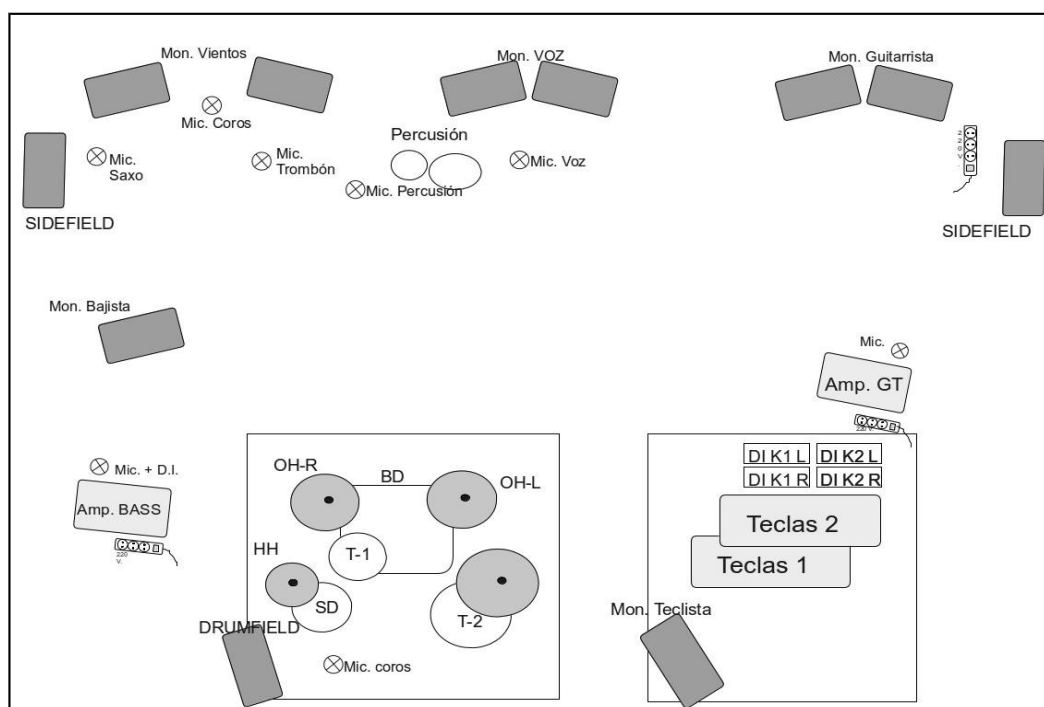 Mon. Vientos
Mon. VOZ
Mon. Guitarrista
Mic. Coros
Percusión
220V.
Mic.
Saxo
Mic.
Trombón
Mic. Voz
Mic. Percusión
SIDEFIELD
SIDEFIELD
Mon. Bajista
Mic.
Amp. GT
220 V.
Mic. + D.I.
Amp. BASS
220
V.
OH-R
BD
OH-L
HH
T-1
SD
T-2
DRUMFIELD
Mic. coros
DI K1 L
DI K2 L
DI K1 R
DI K2 R
Teclas 2
Teclas 1
Mon. Teclista